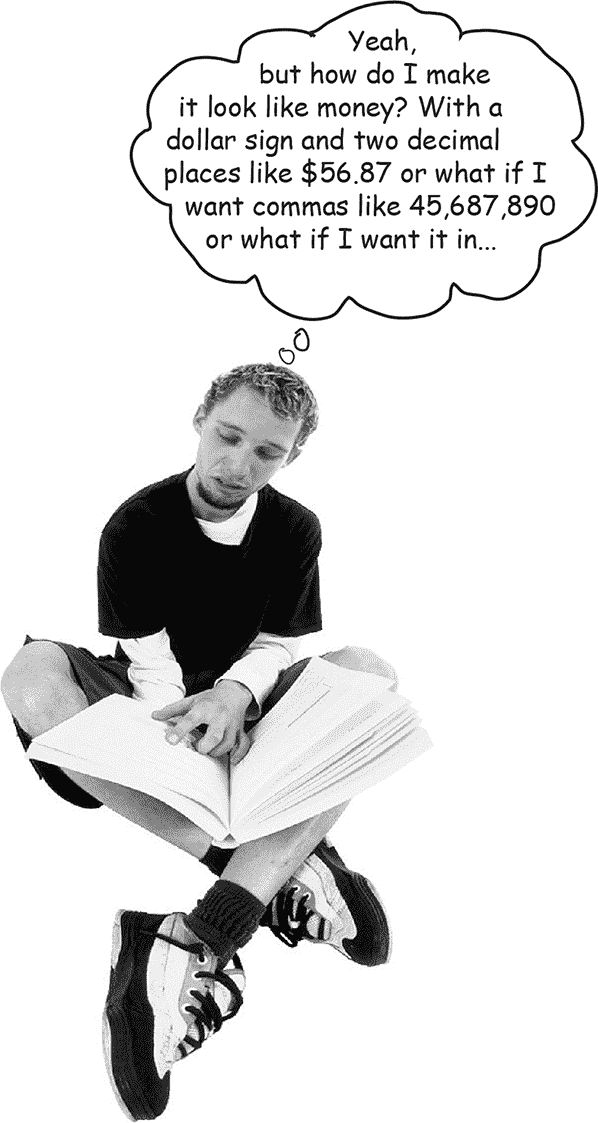 Yeah,
but how do I make
it look like money? With a
dollar sign and two decimal
places like $56.87 or what if I
want commas like 45,687,890
or what if I want it in...